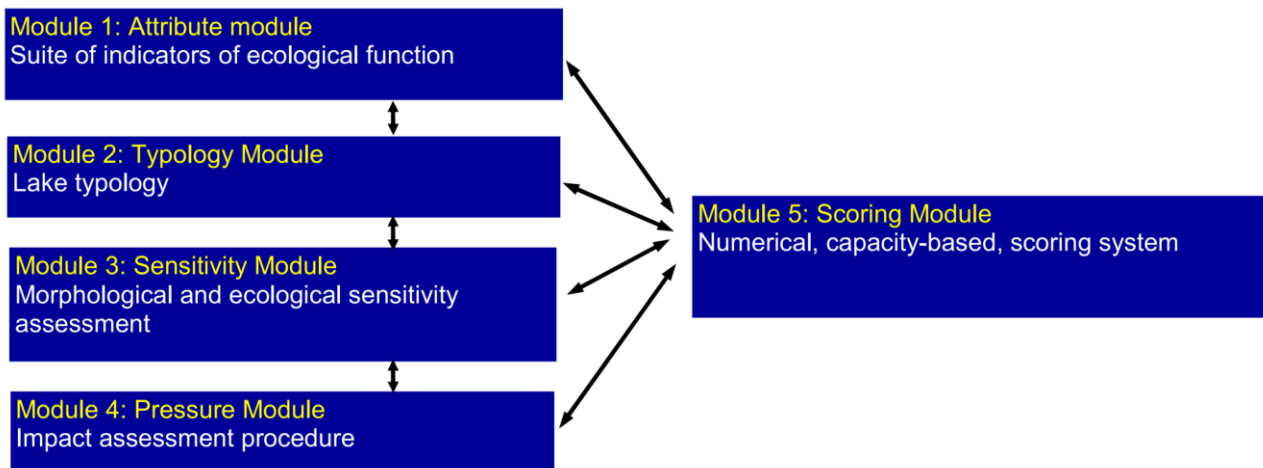 Module 1: Attribute module
Suite of indicators of ecological function
Module 2: Typology Module
Lake typology
Module 3: Sensitivity Module
Morphological and ecological sensitivity
assessment
Module 4: Pressure Module
Impact assessment procedure
Module 5: Scoring Module
Numerical, capacity-based, scoring system